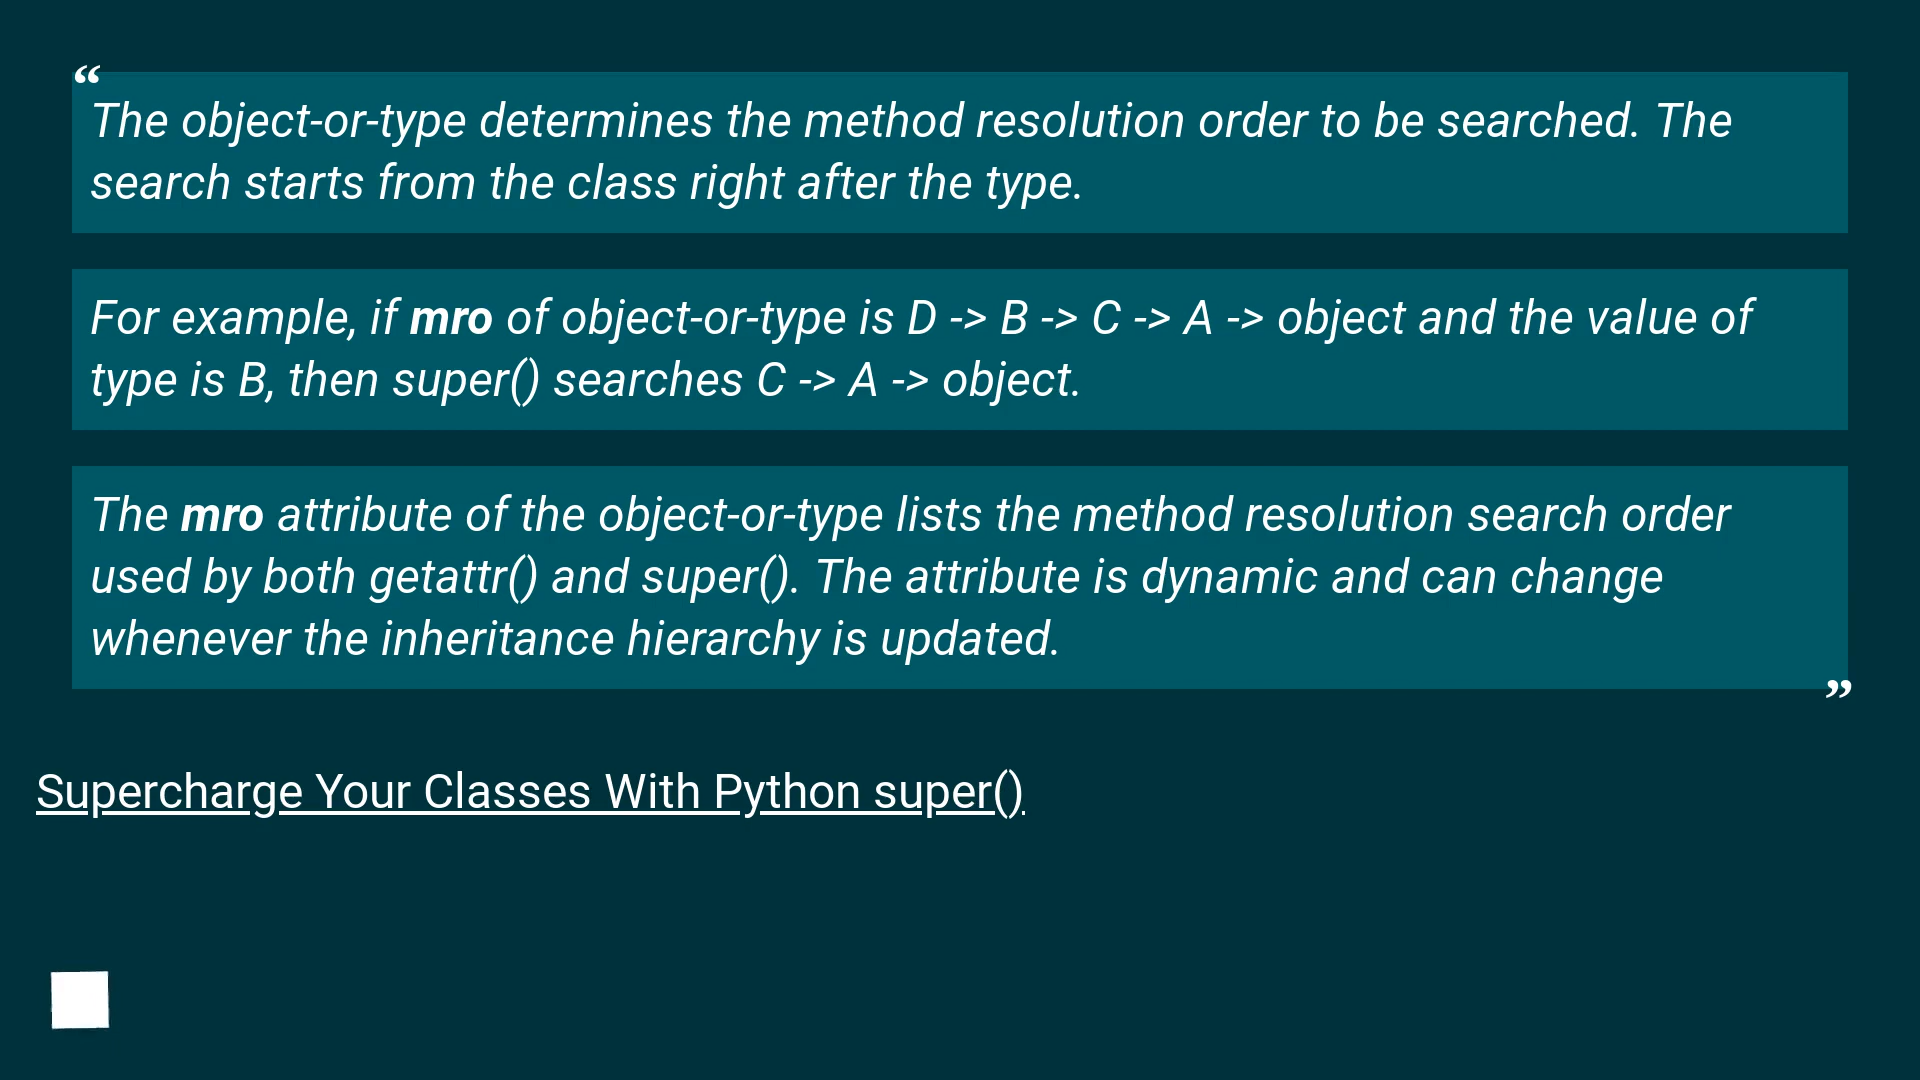 “
The object-or-type determines the method resolution order to be searched. The
search starts from the class right after the type.
For example, if mro of object-or-type is D -> B -> C -> A -> object and the value of
type is B, then super() searches C -> A -> object.
The mro attribute of the object-or-type lists the method resolution search order
used by both getattr() and super(). The attribute is dynamic and can change
whenever the inheritance hierarchy is updated.
”
Supercharge Your Classes With Python super()